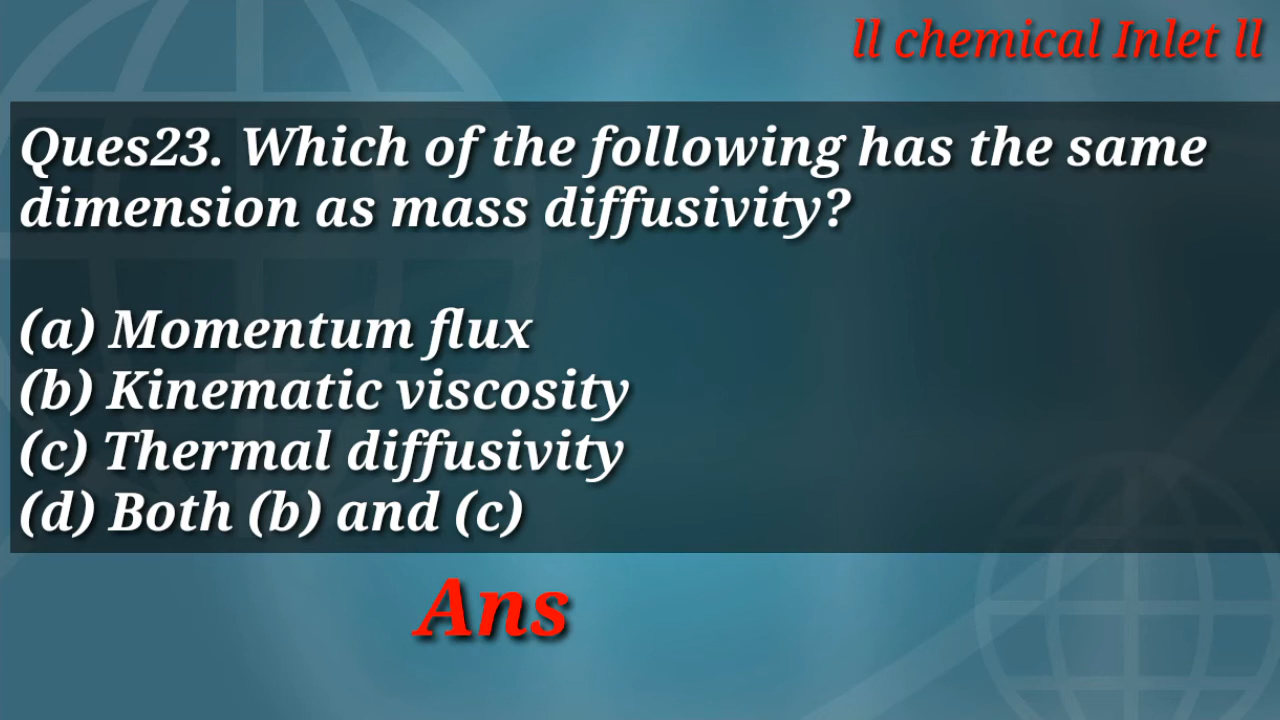 ll chemical Inlet ll
Ques23. Which of the following has the same
dimension as mass diffusivity?
(a) Momentum flux
(b) Kinematic viscosity
(c) Thermal diffusivity
(d) Both (b) and (c)
Ans